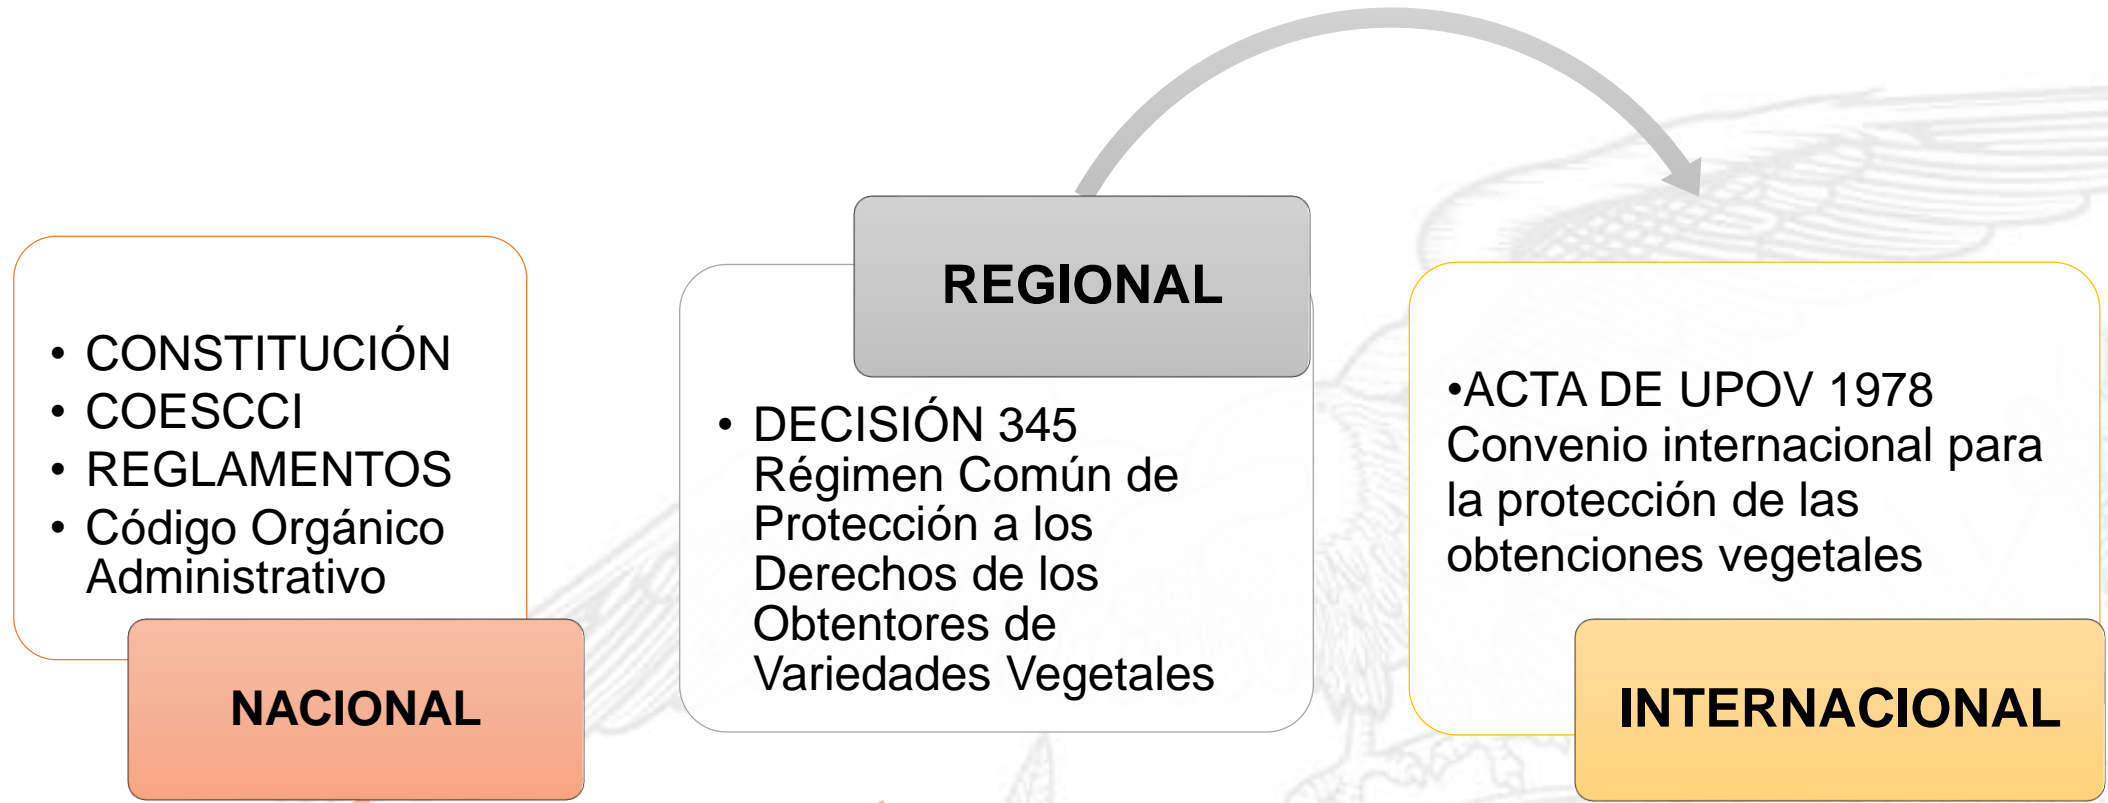 • CONSTITUCIÓN
• COESCCI
• REGLAMENTOS
• Código Orgánico
Administrativo
NACIONAL
REGIONAL
• DECISIÓN 345
Régimen Común de
Protección a los
Derechos de los
Obtentores de
Variedades Vegetales
•ACTA DE UPOV 1978
Convenio internacional para
la protección de las
obtenciones vegetales
INTERNACIONAL